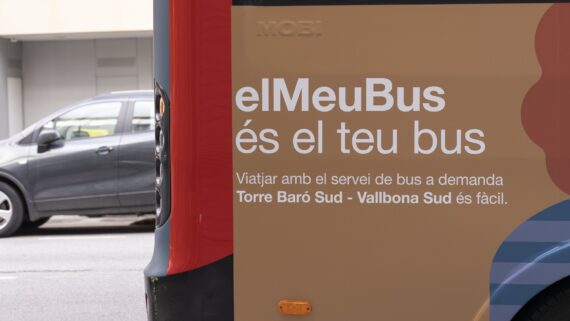 MOBI
elMeuBus
és el teu bus
Viatjar amb el servei de bus a demanda
Torre Baró Sud - Vallbona Sud és fàcil.